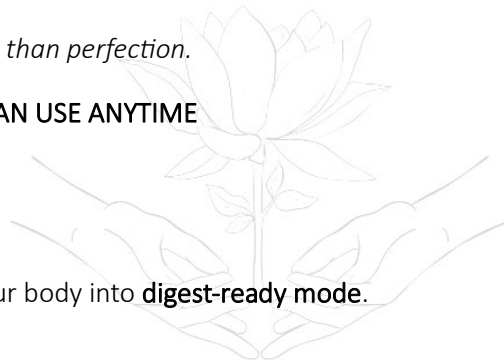 than perfection.
AN USE ANYTIME
ur body into digest-ready mode.